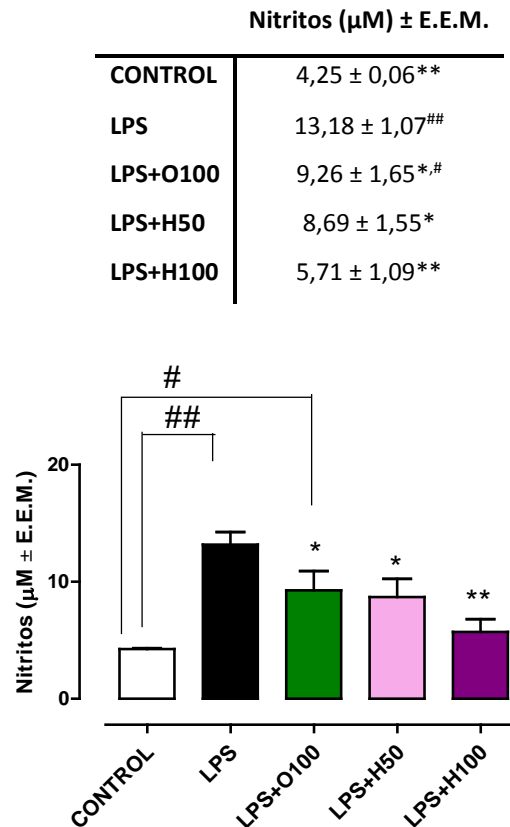 Nitritos (µM) ± E.E.M.
CONTROL 4,25 ± 0,06**
LPS 13,18 ± 1,07##
LPS+O100 9,26 ± 1,65*,#
LPS+H50 8,69 ± 1,55*
LPS+H100 5,71 ± 1,09**
#
##
20
10
0
Nitritos (µM ± E.E.M.)
*
*
**
CONTROL
LPS
LPS+O100
LPS+H50
LPS+H100